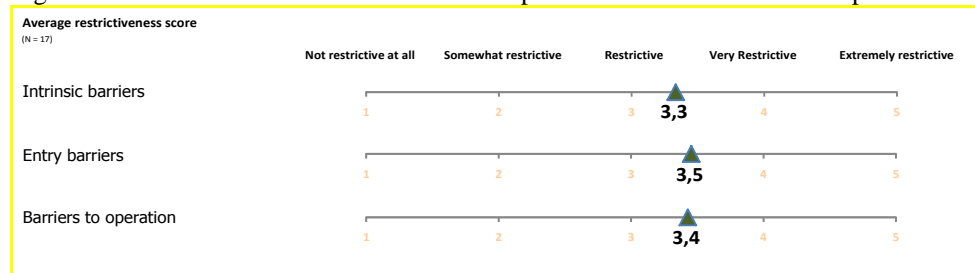 Average restrictiveness score
(N = 17)
Not restrictive at all Somewhat restrictive Restrictive Very Restrictive Extremely restrictive
Intrinsic barriers
1 2 3 4 5
3,3
Entry barriers
1 2 3 4 5
3,5
Barriers to operation
1 2 3 4 5
3,4